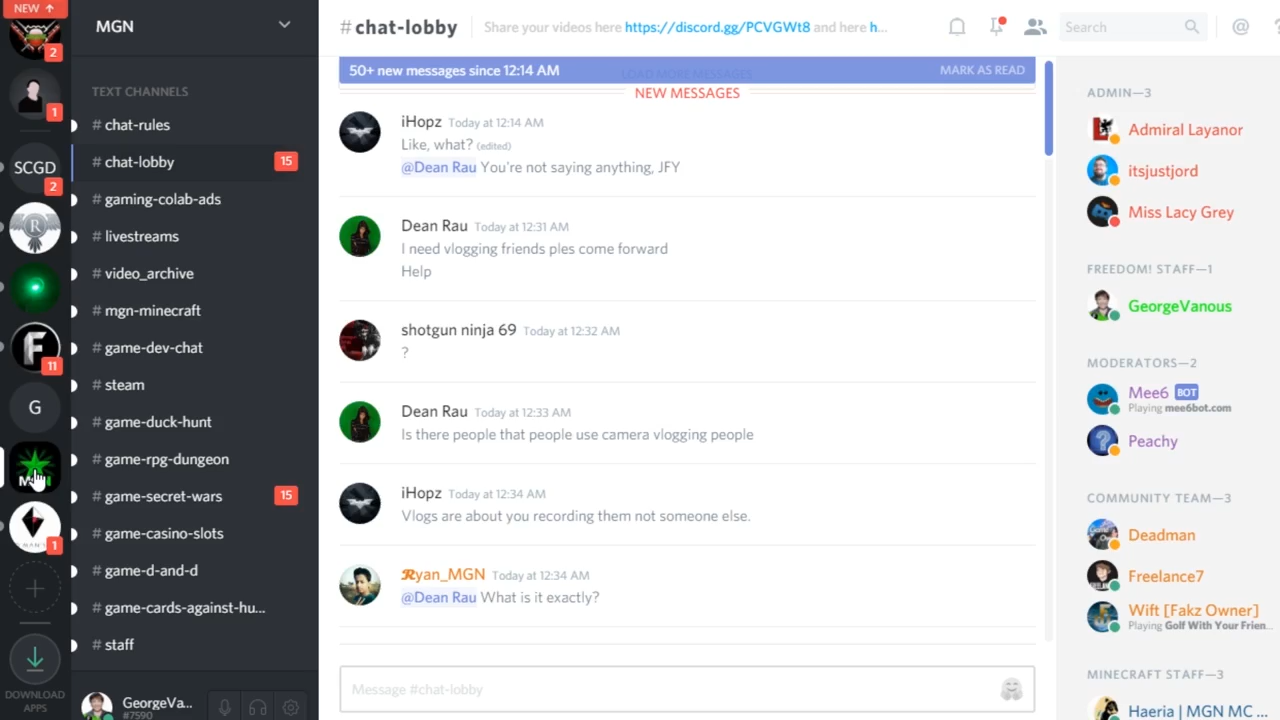 NEW ↑
2
1
SCGD
2
R
F
11
G
MGN
1
+
DOWNLOAD
APPS
MGN
TEXT CHANNELS
# chat-rules
# chat-lobby 15
# gaming-colab-ads
# livestreams
# video_archive
# mgn-minecraft
# game-dev-chat
# steam
# game-duck-hunt
# game-rpg-dungeon
# game-secret-wars 15
# game-casino-slots
# game-d-and-d
# game-cards-against-hu...
# staff
GeorgeVa...
#7590
# chat-lobby Share your videos here https://discord.gg/PCVGWt8 and here h...
Search
@
?
50+ new messages since 12:14 AM LOAD MORE MESSAGES MARK AS READ
NEW MESSAGES
iHopz Today at 12:14 AM
Like, what? (edited)
@Dean Rau You're not saying anything, JFY
Dean Rau Today at 12:31 AM
I need vlogging friends ples come forward
Help
shotgun ninja 69 Today at 12:32 AM
?
Dean Rau Today at 12:33 AM
Is there people that people use camera vlogging people
iHopz Today at 12:34 AM
Vlogs are about you recording them not someone else.
𝓡yan_MGN Today at 12:34 AM
@Dean Rau What is it exactly?
Message #chat-lobby
ADMIN—3
Admiral Layanor
itsjustjord
Miss Lacy Grey
FREEDOM! STAFF—1
GeorgeVanous
MODERATORS—2
Mee6 BOT
Playing mee6bot.com
Peachy
COMMUNITY TEAM—3
Deadman
Freelance7
Wift [Fakz Owner]
Playing Golf With Your Frien...
MINECRAFT STAFF—3
Haeria | MGN MC ...